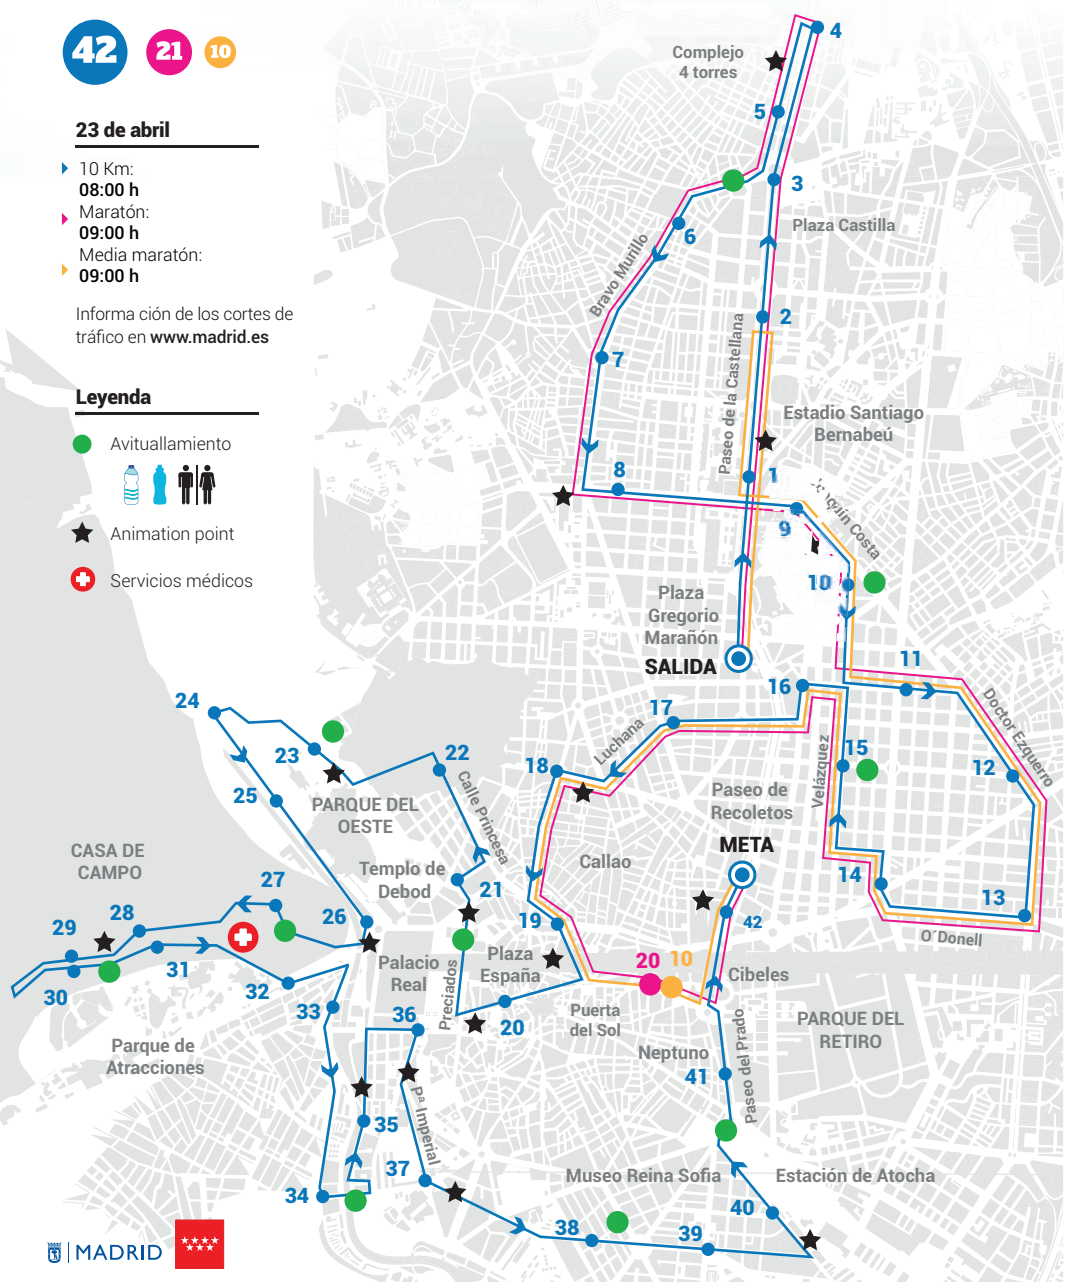 42 21 10
23 de abril
10 Km:
08:00 h
Maratón:
09:00 h
Media maratón:
09:00 h
Informa ción de los cortes de
tráfico en www.madrid.es
Leyenda
Avituallamiento
Animation point
Servicios médicos
4
Complejo
4 torres
5
3
Plaza Castilla
6
Bravo Murillo
2
7
Paseo de la Castellana
Estadio Santiago
Bernabeú
8
1
9
quín Costa
10
Plaza
Gregorio
Marañón
SALIDA
11
16
Doctor Ezquerro
24
17
Luchana
23
22
18
15
Velázquez
12
25
PARQUE DEL
OESTE
Calle Princesa
Paseo de
Recoletos
META
CASA DE
CAMPO
Templo de
Debod
Callao
14
27
21
13
28
26
19
42
29
O´Donell
31
Plaza
España
20
10
Palacio
Real
Cibeles
30
32
Preciados
33
36
20
Puerta
del Sol
PARQUE DEL
RETIRO
Parque de
Atracciones
Neptuno
41
Paseo del Prado
35
Pª Imperial
37
Museo Reina Sofia
Estación de Atocha
34
40
38
39
MADRID